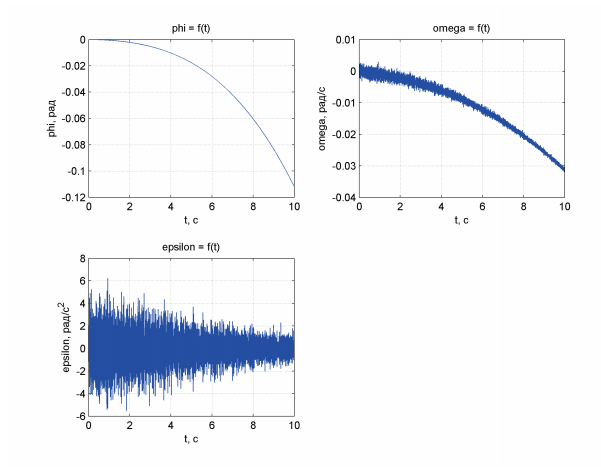 phi = f(t)
0
-0.02
-0.04
-0.06
-0.08
-0.1
-0.12
phi, рад
0 2 4 6 8 10
t, c
omega = f(t)
0.01
0
-0.01
-0.02
-0.03
-0.04
omega, рад/с
0 2 4 6 8 10
t, c
epsilon = f(t)
8
6
4
2
0
-2
-4
-6
epsilon, рад/с²
0 2 4 6 8 10
t, c